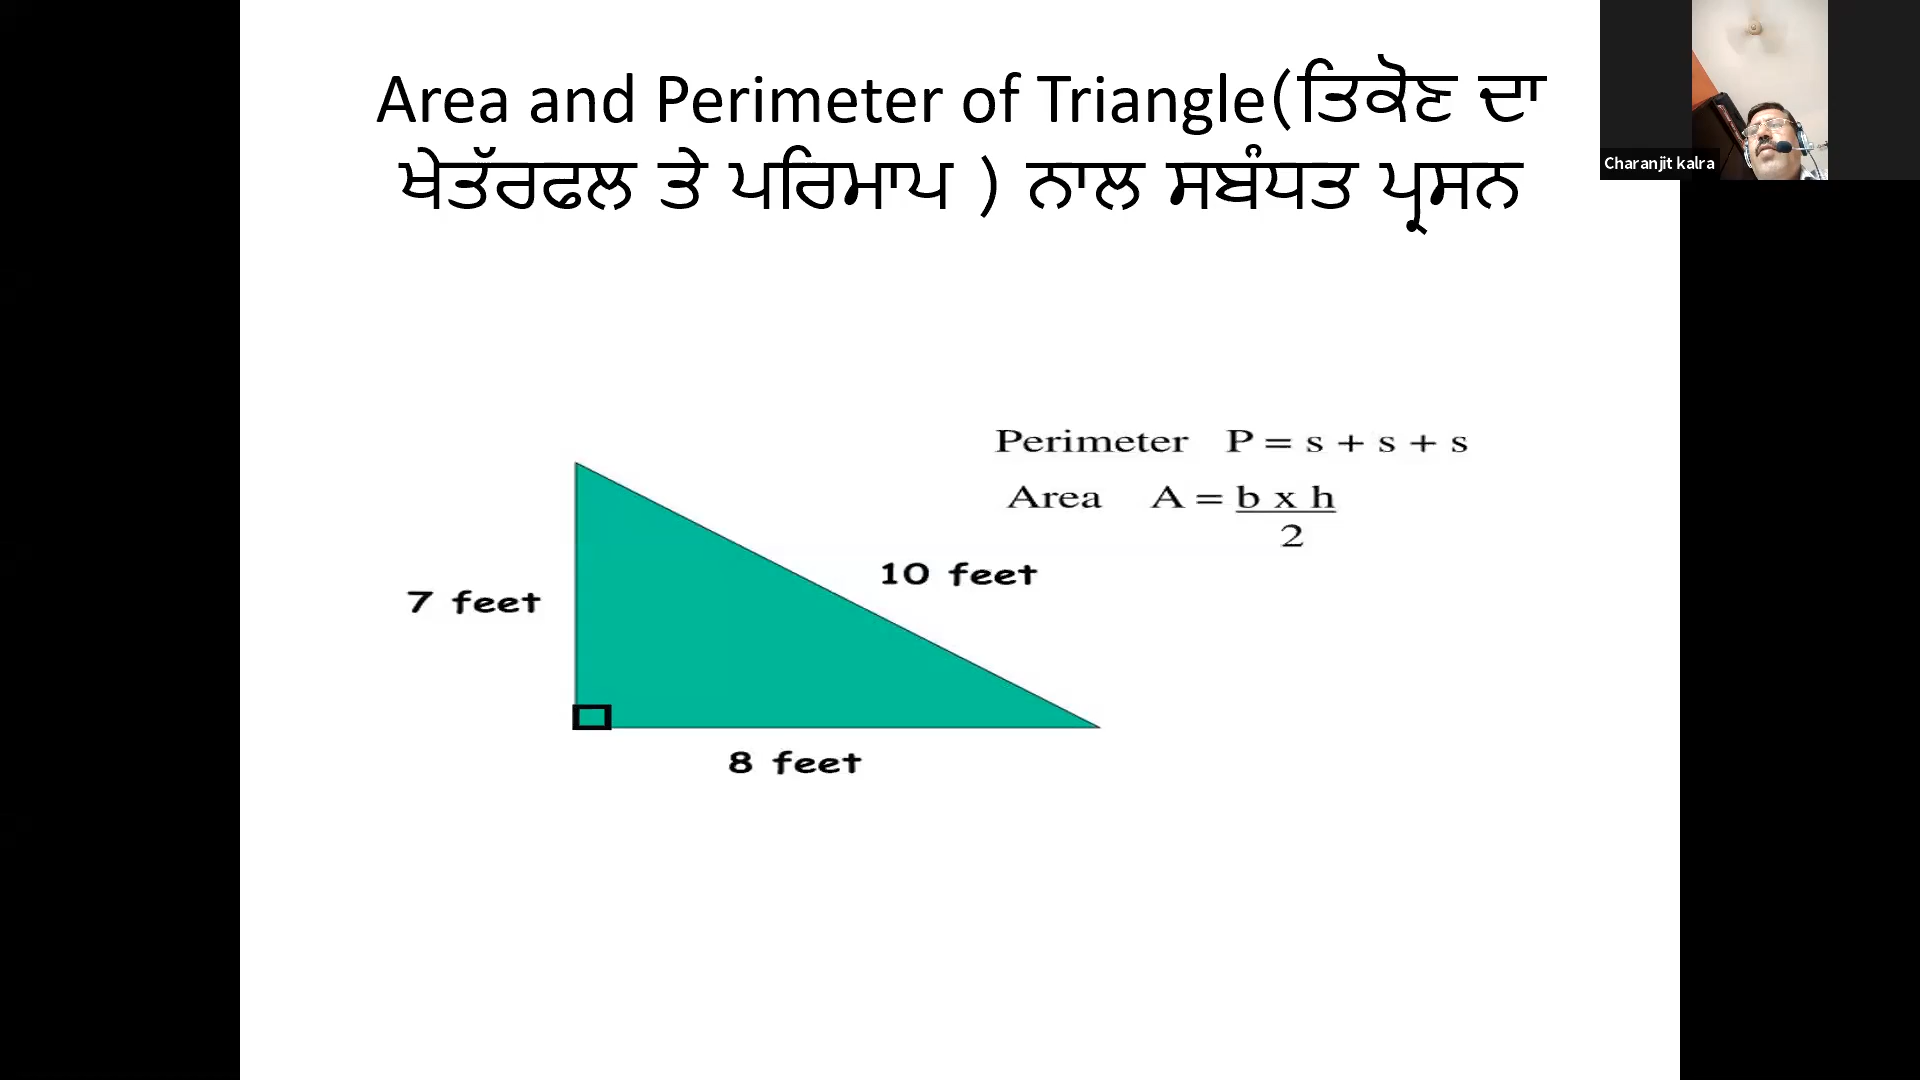 Area and Perimeter of Triangle(ਤਿਕੋਣ ਦਾ
ਖੇਤੱਰਫਲ ਤੇ ਪਰਿਮਾਪ ) ਨਾਲ ਸਬੰਧਤ ਪ੍ਰਸਨ
Charanjit kalra
Perimeter P = s + s + s
Area A = b x h
2
10 feet
7 feet
8 feet